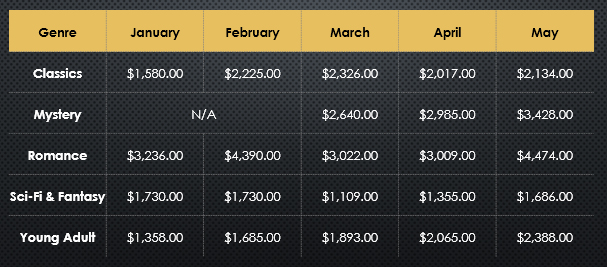 Genre January February March April May
Classics $1,580.00 $2,225.00 $2,326.00 $2,017.00 $2,134.00
Mystery N/A $2,640.00 $2,985.00 $3,428.00
Romance $3,236.00 $4,390.00 $3,022.00 $3,009.00 $4,474.00
Sci-Fi & Fantasy $1,730.00 $1,730.00 $1,109.00 $1,355.00 $1,686.00
Young Adult $1,358.00 $1,685.00 $1,893.00 $2,065.00 $2,388.00